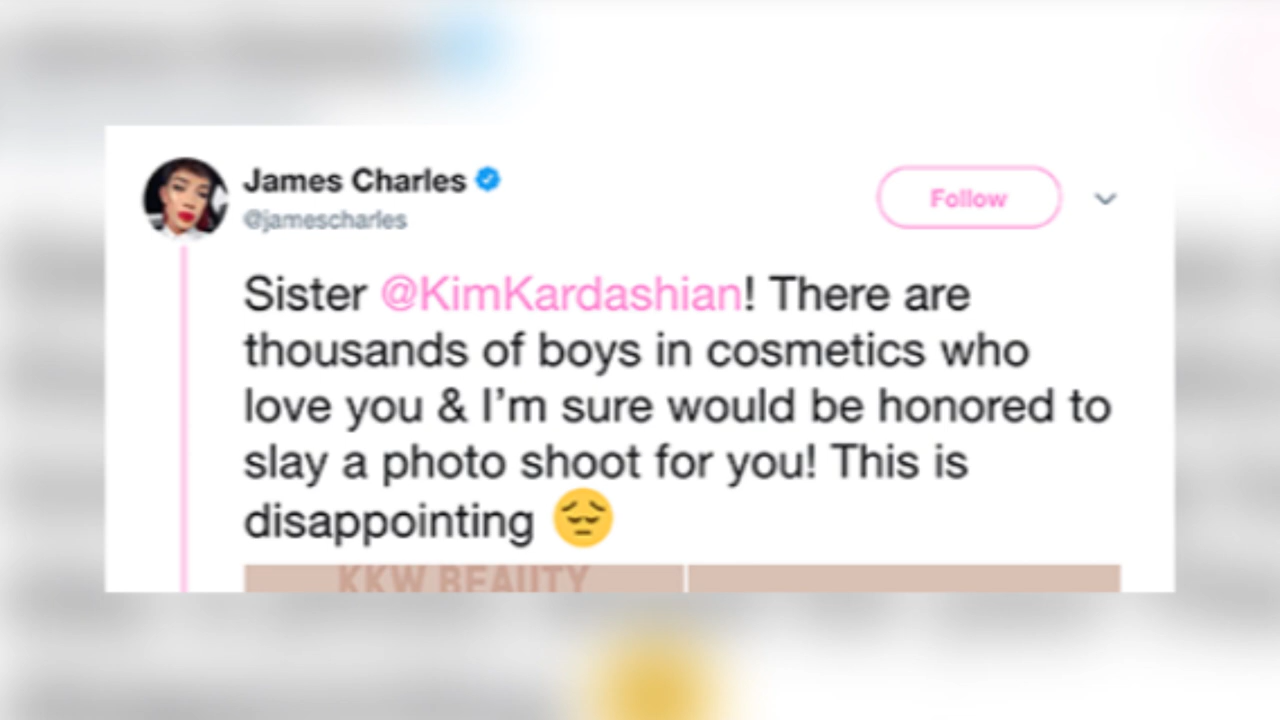 James Charles
@jamescharles
Follow
Sister @KimKardashian! There are
thousands of boys in cosmetics who
love you & I'm sure would be honored to
slay a photo shoot for you! This is
disappointing 😔
KKW BEAUTY